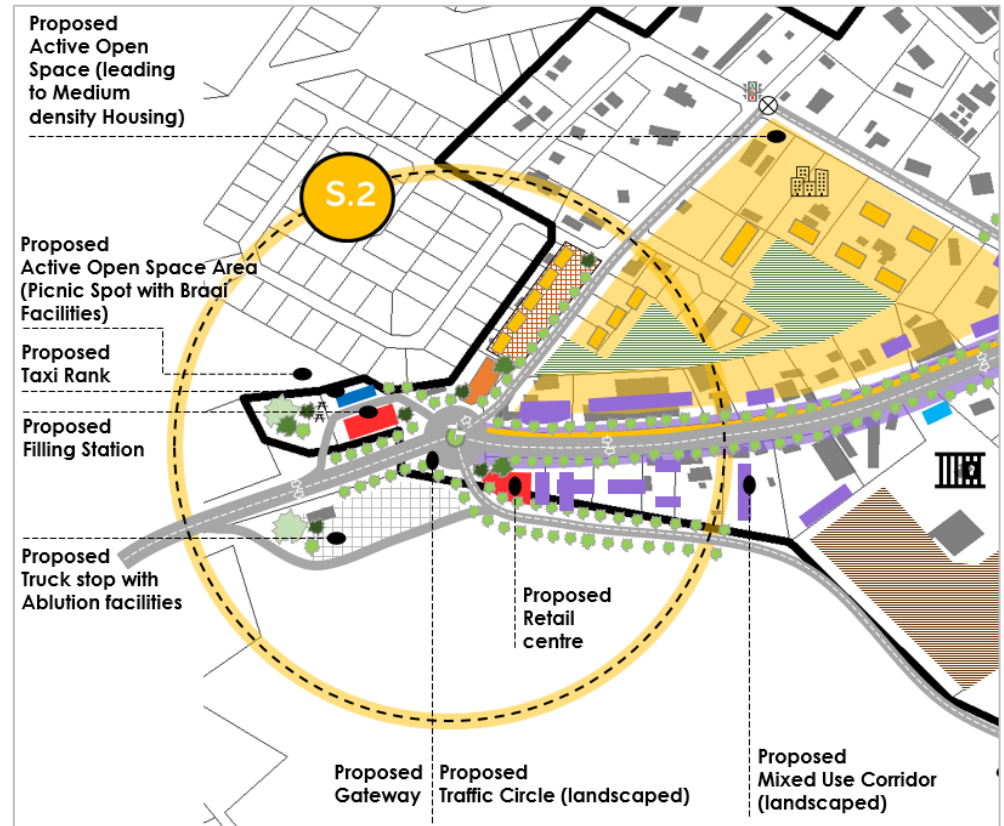 Proposed
Active Open
Space (leading
to Medium
density Housing)
S.2
Proposed
Active Open Space Area
(Picnic Spot with Braai
Facilities)
Proposed
Taxi Rank
Proposed
Filling Station
Proposed
Truck stop with
Ablution facilities
Proposed
Retail
centre
Proposed
Gateway
Proposed
Traffic Circle (landscaped)
Proposed
Mixed Use Corridor
(landscaped)